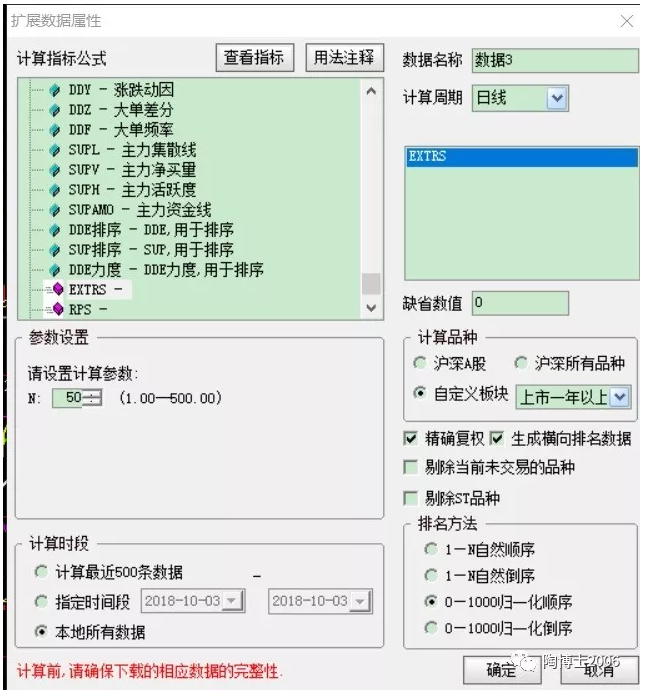 扩展数据属性
计算指标公式
查看指标
用法注释
DDY - 涨跌动因
DDZ - 大单差分
DDF - 大单频率
SUPL - 主力集散线
SUPV - 主力净买量
SUPH - 主力活跃度
SUPAMO - 主力资金线
DDE排序 - DDE,用于排序
SUP排序 - SUP,用于排序
DDE力度 - DDE力度,用于排序
EXTRS -
RPS -
参数设置
请设置计算参数:
N: 50 (1.00—500.00)
计算时段
计算最近500条数据
指定时间段 2018-10-03 - 2018-10-03
本地所有数据
计算前,请确保下载的相应数据的完整性.
数据名称 数据3
计算周期 日线
EXTRS
缺省数值 0
计算品种
沪深A股 沪深所有品种
自定义板块 上市一年以上
精确复权 生成横向排名数据
剔除当前未交易的品种
剔除ST品种
排名方法
1—N自然顺序
1—N自然倒序
0—1000归一化顺序
0—1000归一化倒序
确定 取消
陶博士2006